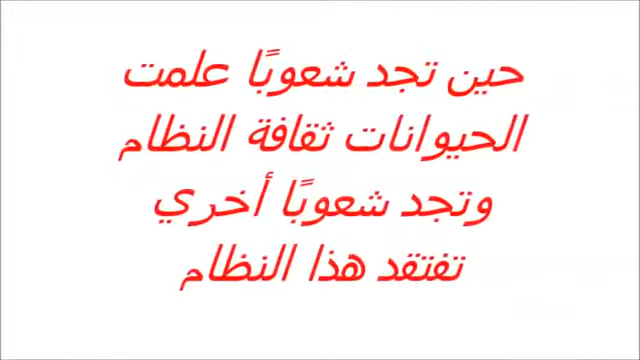 حين تجد شعوبًا علمت
الحيوانات ثقافة النظام
وتجد شعوبًا أخري
تفتقد هذا النظام